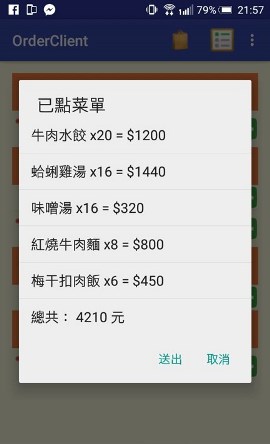 79% 21:57
OrderClient
已點菜單
牛肉水餃 x20 = $1200
蛤蜊雞湯 x16 = $1440
味噌湯 x16 = $320
紅燒牛肉麵 x8 = $800
梅干扣肉飯 x6 = $450
總共： 4210 元
送出 取消